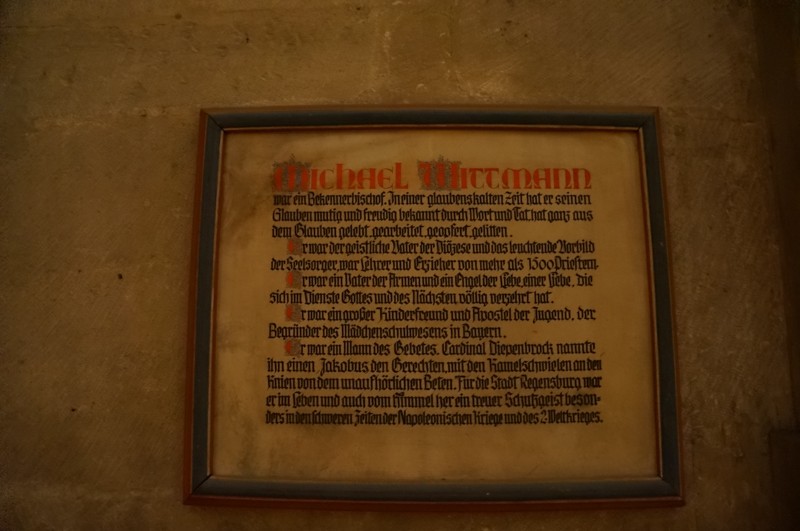 Michael Wittmann
war ein Bekennerbischof. In einer glaubenskalten Zeit hat er seinen
Glauben mutig und freudig bekannt durch Wort und Tat, hat ganz aus
dem Glauben gelebt, gearbeitet, geopfert, gelitten.
Er war der geistliche Vater der Diözese und das leuchtende Vorbild
der Seelsorger, war Lehrer und Erzieher von mehr als 1500 Priestern.
Er war ein Vater der Armen und ein Engel der Liebe, einer Liebe, die
sich im Dienste Gottes und des Nächsten völlig verzehrt hat.
Er war ein großer Kinderfreund und Apostel der Jugend, der
Begründer des Mädchenschulwesens in Bayern.
Er war ein Mann des Gebetes. Cardinal Diepenbrock nannte
ihn einen Jakobus den Gerechten, mit den Kamelschwielen an den
Knien von dem unaufhörlichen Beten. Für die Stadt Regensburg war
er im Leben und auch vom Himmel her ein treuer Schutzgeist beson-
ders in den schweren Zeiten der Napoleonischen Kriege und des 2. Weltkrieges.